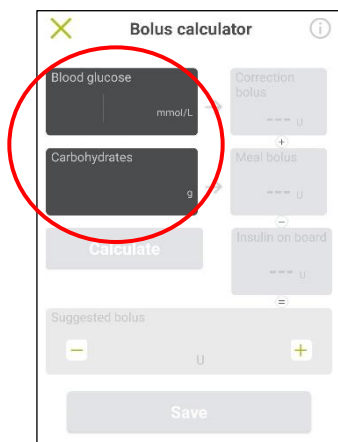 Bolus calculator
Blood glucose
mmol/L
Correction
bolus
--- U
+
Carbohydrates
g
Meal bolus
--- U
−
Calculate
Insulin on board
--- U
=
Suggested bolus
−
U
+
Save